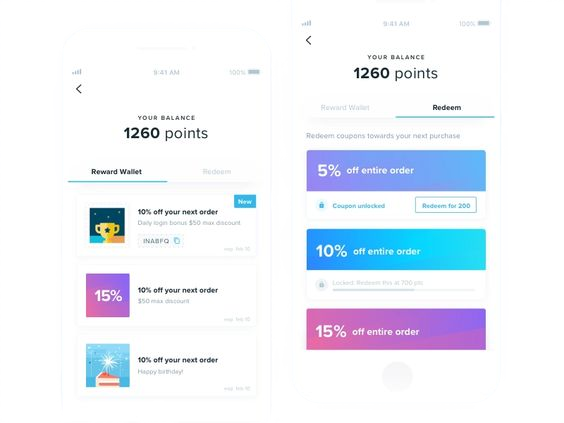 9:41 AM
100%
YOUR BALANCE
1260 points
Reward Wallet
Redeem
New
10% off your next order
Daily login bonus $50 max discount.
INABFQ
exp. feb 10
15%
10% off your next order
$50 max discount
exp. feb 10
10% off your next order
Happy birthday!
exp. feb 10
9:41 AM
100%
YOUR BALANCE
1260 points
Reward Wallet
Redeem
Redeem coupons towards your next purchase
5% off entire order
Coupon unlocked
Redeem for 200
10% off entire order
Locked: Redeem this at 700 pts
15% off entire order